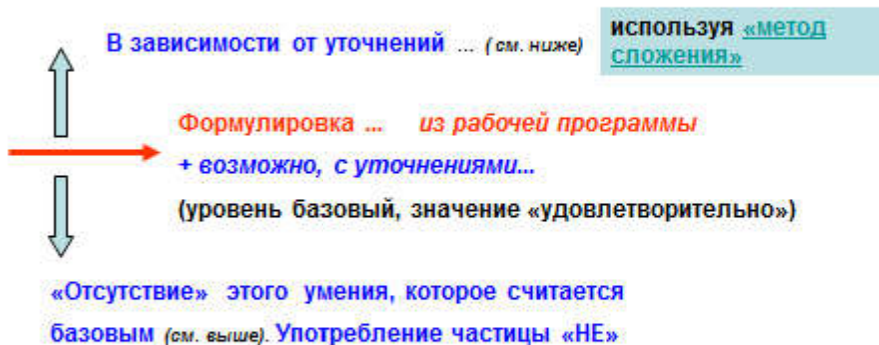 В зависимости от уточнений ... (см. ниже)
используя «метод
сложения»
Формулировка ... из рабочей программы
+ возможно, с уточнениями...
(уровень базовый, значение «удовлетворительно»)
«Отсутствие» этого умения, которое считается
базовым (см. выше). Употребление частицы «НЕ»